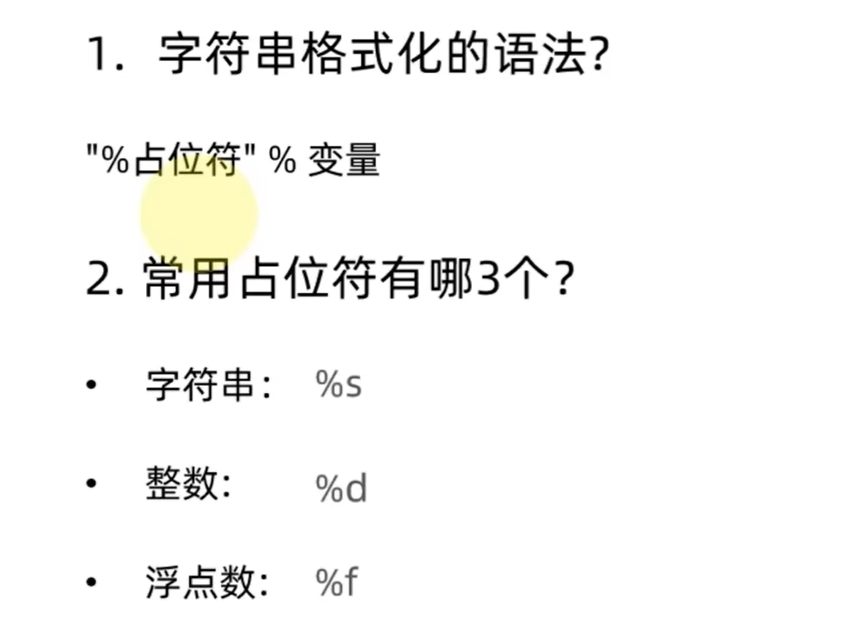 1. 字符串格式化的语法?
"%占位符" % 变量
2. 常用占位符有哪3个?
• 字符串： %s
• 整数： %d
• 浮点数： %f